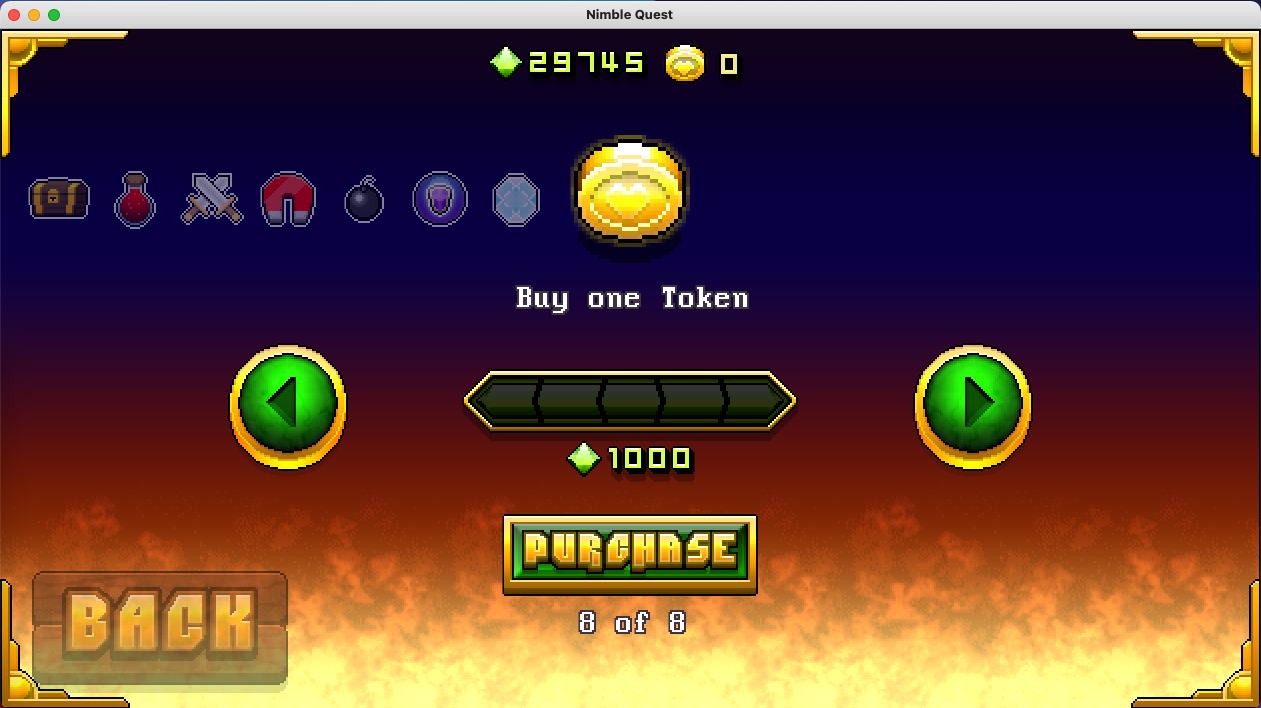 Nimble Quest
29745 0
Buy one Token
1000
PURCHASE
8 of 8
BACK